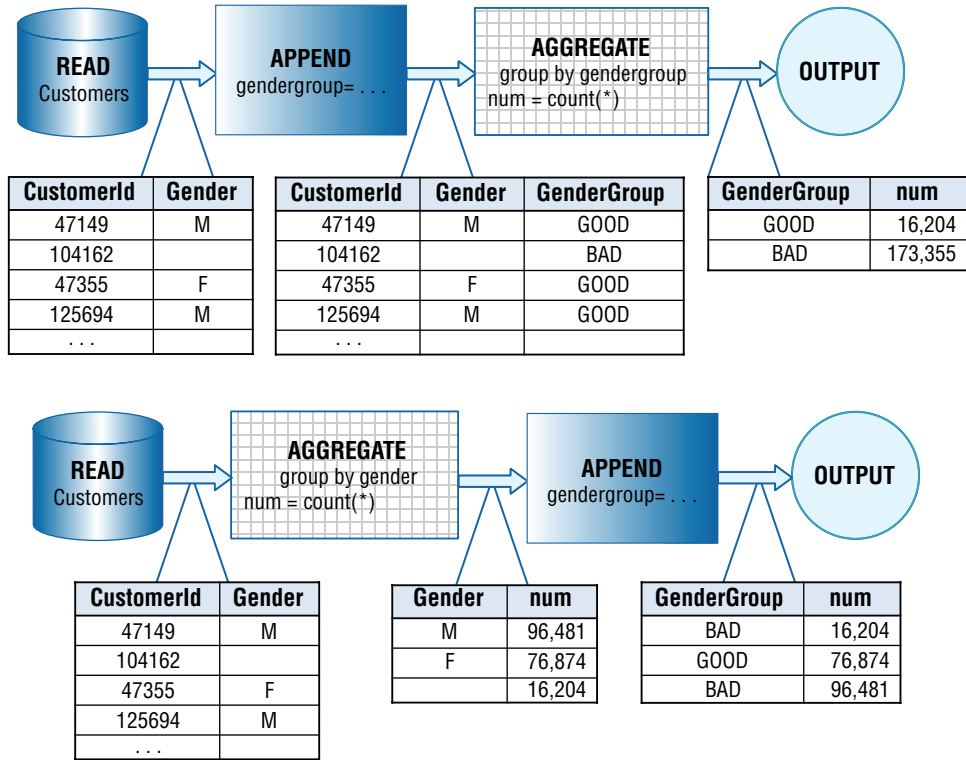 READ
Customers
APPEND
gendergroup= . . .
AGGREGATE
group by gendergroup
num = count(*)
OUTPUT
CustomerId Gender
47149 M
104162
47355 F
125694 M
. . .
CustomerId Gender GenderGroup
47149 M GOOD
104162 BAD
47355 F GOOD
125694 M GOOD
. . .
GenderGroup num
GOOD 16,204
BAD 173,355
READ
Customers
AGGREGATE
group by gender
num = count(*)
APPEND
gendergroup= . . .
OUTPUT
CustomerId Gender
47149 M
104162
47355 F
125694 M
. . .
Gender num
M 96,481
F 76,874
16,204
GenderGroup num
BAD 16,204
GOOD 76,874
BAD 96,481